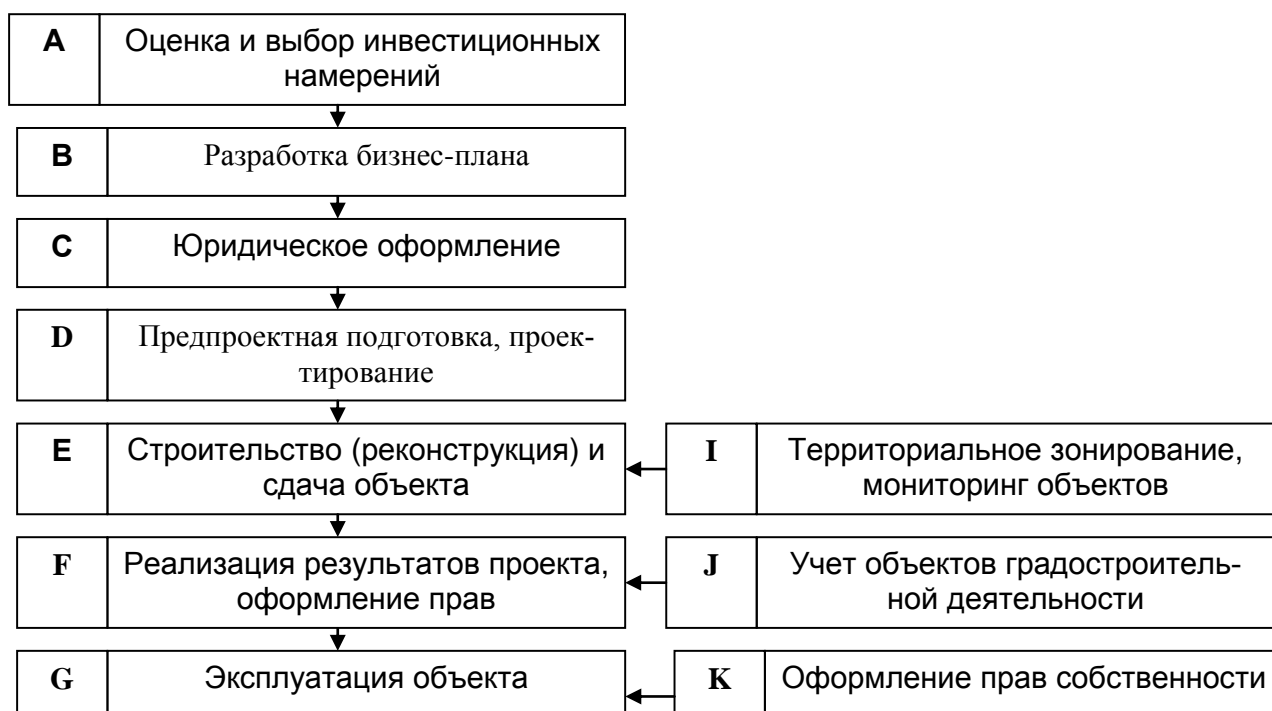 A Оценка и выбор инвестиционных
намерений
B Разработка бизнес-плана
C Юридическое оформление
D Предпроектная подготовка, проек-
тирование
E Строительство (реконструкция) и
сдача объекта
I Территориальное зонирование,
мониторинг объектов
F Реализация результатов проекта,
оформление прав
J Учет объектов градостроитель-
ной деятельности
G Эксплуатация объекта
K Оформление прав собственности